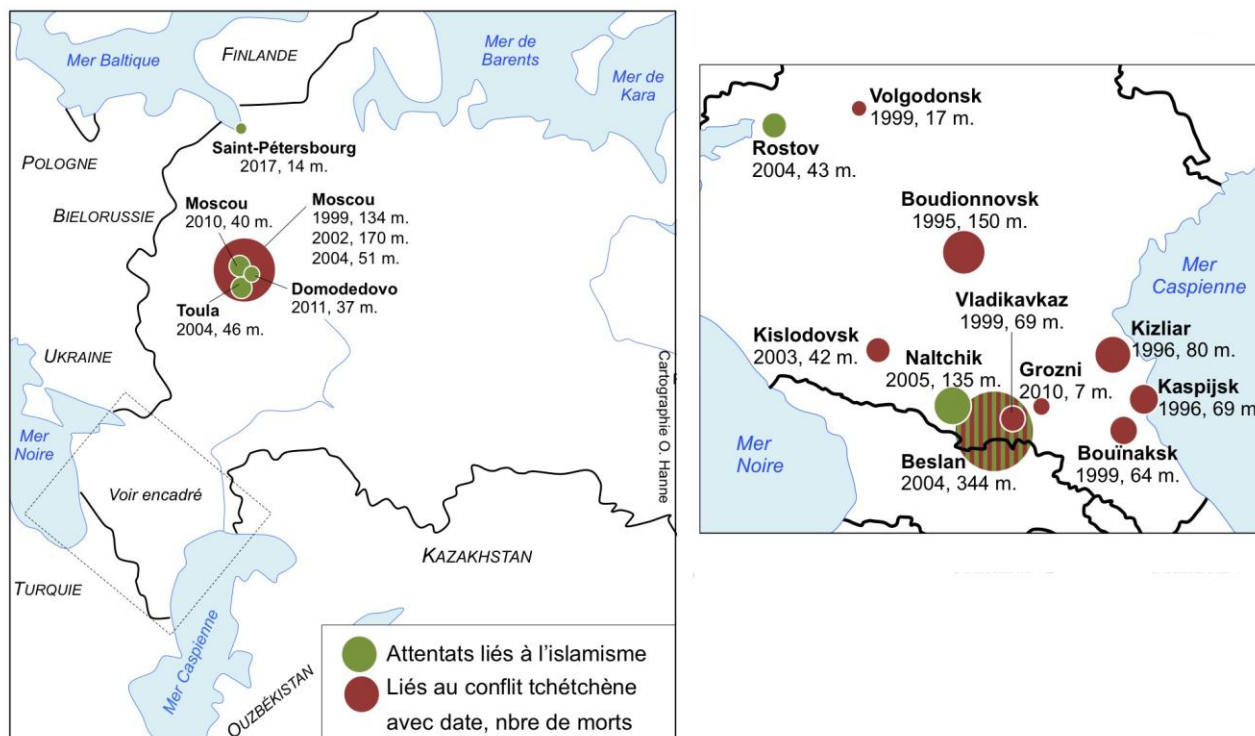 Mer Baltique
FINLANDE
Mer de
Barents
Mer de
Kara
Saint-Pétersbourg
2017, 14 m.
POLOGNE
BIELORUSSIE
Moscou
2010, 40 m.
Moscou
1999, 134 m.
2002, 170 m.
2004, 51 m.
Domodedovo
2011, 37 m.
Toula
2004, 46 m.
UKRAINE
Mer
Noire
Voir encadré
TURQUIE
Mer Caspienne
KAZAKHSTAN
OUZBÉKISTAN
Cartographie O. Hanne
Attentats liés à l'islamisme
Liés au conflit tchétchène
avec date, nbre de morts
Volgodonsk
1999, 17 m.
Rostov
2004, 43 m.
Boudionnovsk
1995, 150 m.
Mer
Caspienne
Vladikavkaz
1999, 69 m.
Kislodovsk
2003, 42 m.
Naltchik
2005, 135 m.
Grozni
2010, 7 m.
Kizliar
1996, 80 m.
Kaspijsk
1996, 69 m
Bouïnaksk
1999, 64 m.
Beslan
2004, 344 m.
Mer
Noire